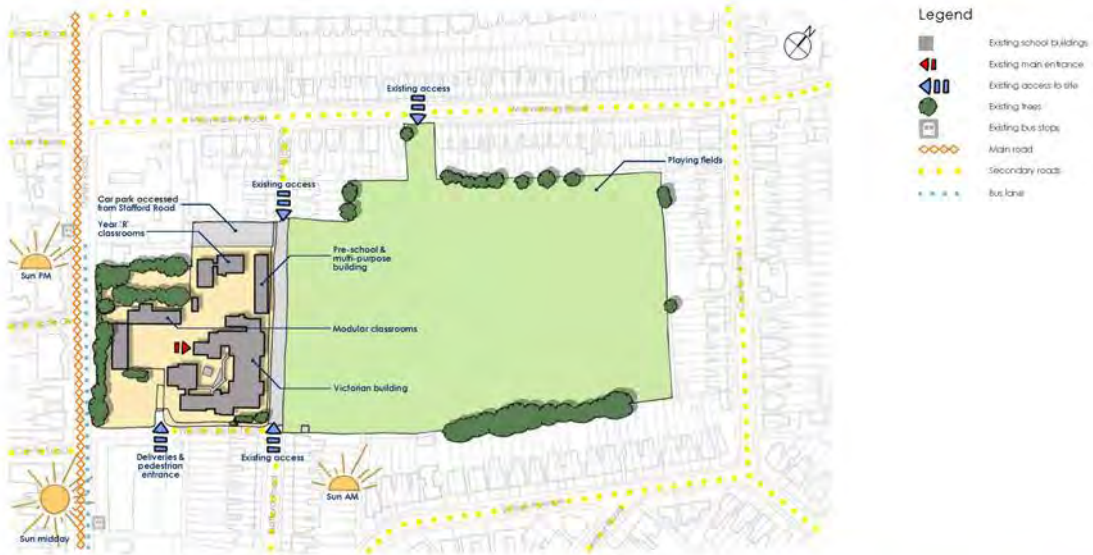 Legend
Existing school buildings
Existing main entrance
Existing access to site
Existing trees
Existing bus stops
Main road
Secondary roads
Bus lane
N
Existing access
Playing fields
Existing access
Car park accessed
from Stafford Road
Year 'R'
classrooms
Pre-school &
multi-purpose
building
Sun PM
Modular classrooms
Victorian building
Deliveries &
pedestrian
entrance
Existing access
Sun AM
Sun midday